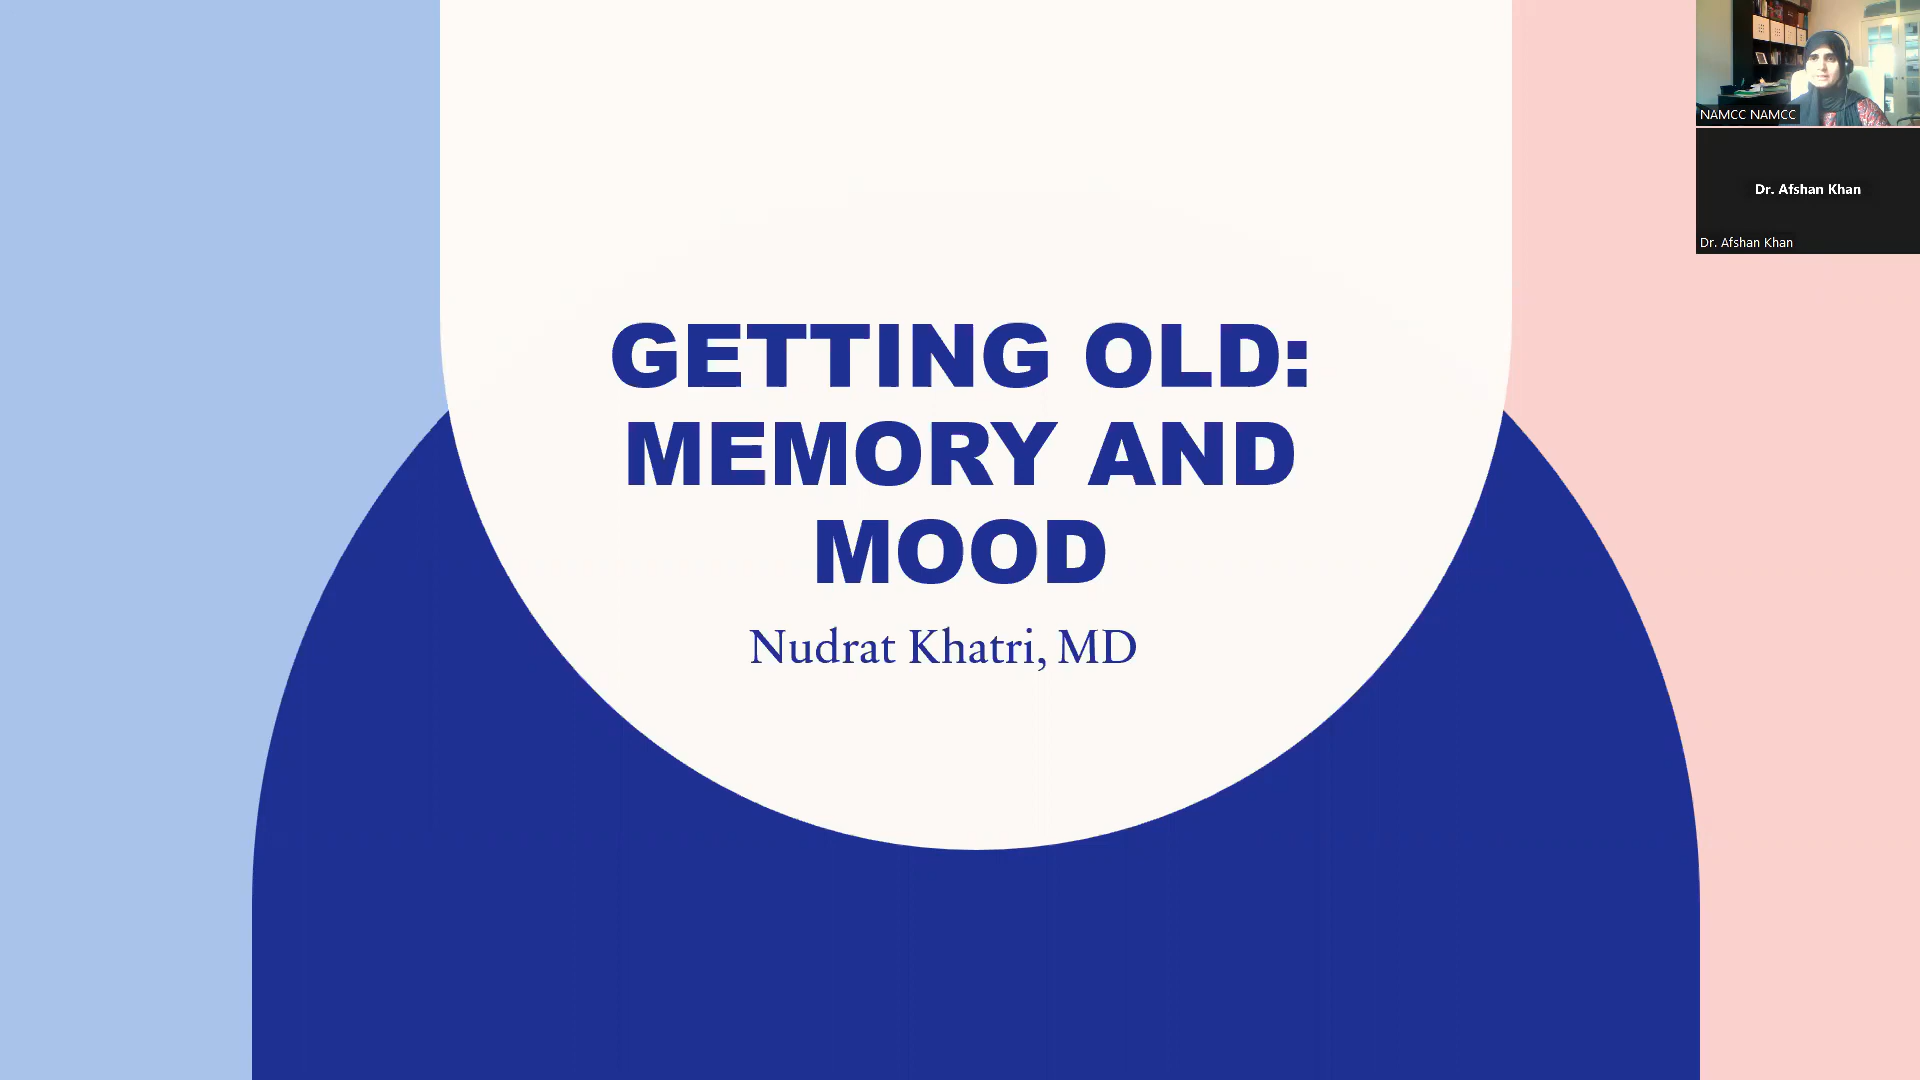 GETTING OLD:
MEMORY AND
MOOD
Nudrat Khatri, MD
NAMCC NAMCC
Dr. Afshan Khan
Dr. Afshan Khan